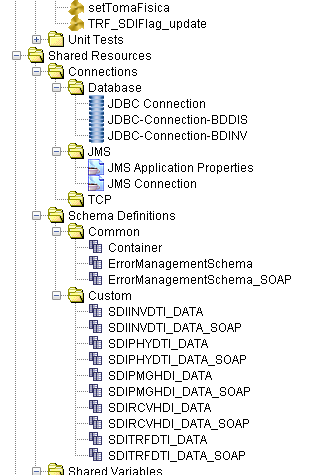 setTomaFisica
TRF_SDIFlag_update
Unit Tests
Shared Resources
Connections
Database
JDBC Connection
JDBC-Connection-BDDIS
JDBC-Connection-BDINV
JMS
JMS Application Properties
JMS Connection
TCP
Schema Definitions
Common
Container
ErrorManagementSchema
ErrorManagementSchema_SOAP
Custom
SDIINVDTI_DATA
SDIINVDTI_DATA_SOAP
SDIPHYDTI_DATA
SDIPHYDTI_DATA_SOAP
SDIPMGHDI_DATA
SDIPMGHDI_DATA_SOAP
SDIRCVHDI_DATA
SDIRCVHDI_DATA_SOAP
SDITRFDTI_DATA
SDITRFDTI_DATA_SOAP
Shared Variables